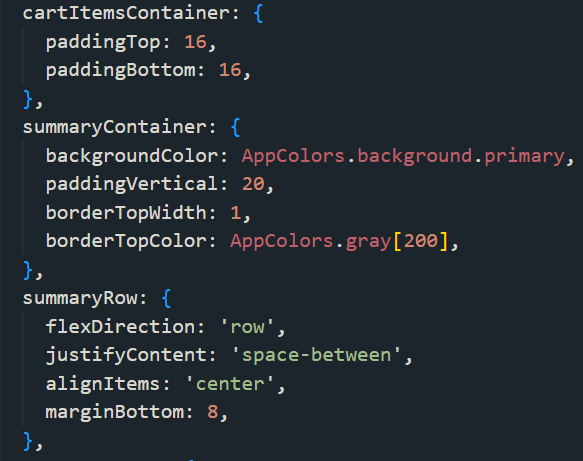 cartItemsContainer: {
  paddingTop: 16,
  paddingBottom: 16,
},
summaryContainer: {
  backgroundColor: AppColors.background.primary,
  paddingVertical: 20,
  borderTopWidth: 1,
  borderTopColor: AppColors.gray[200],
},
summaryRow: {
  flexDirection: 'row',
  justifyContent: 'space-between',
  alignItems: 'center',
  marginBottom: 8,
},